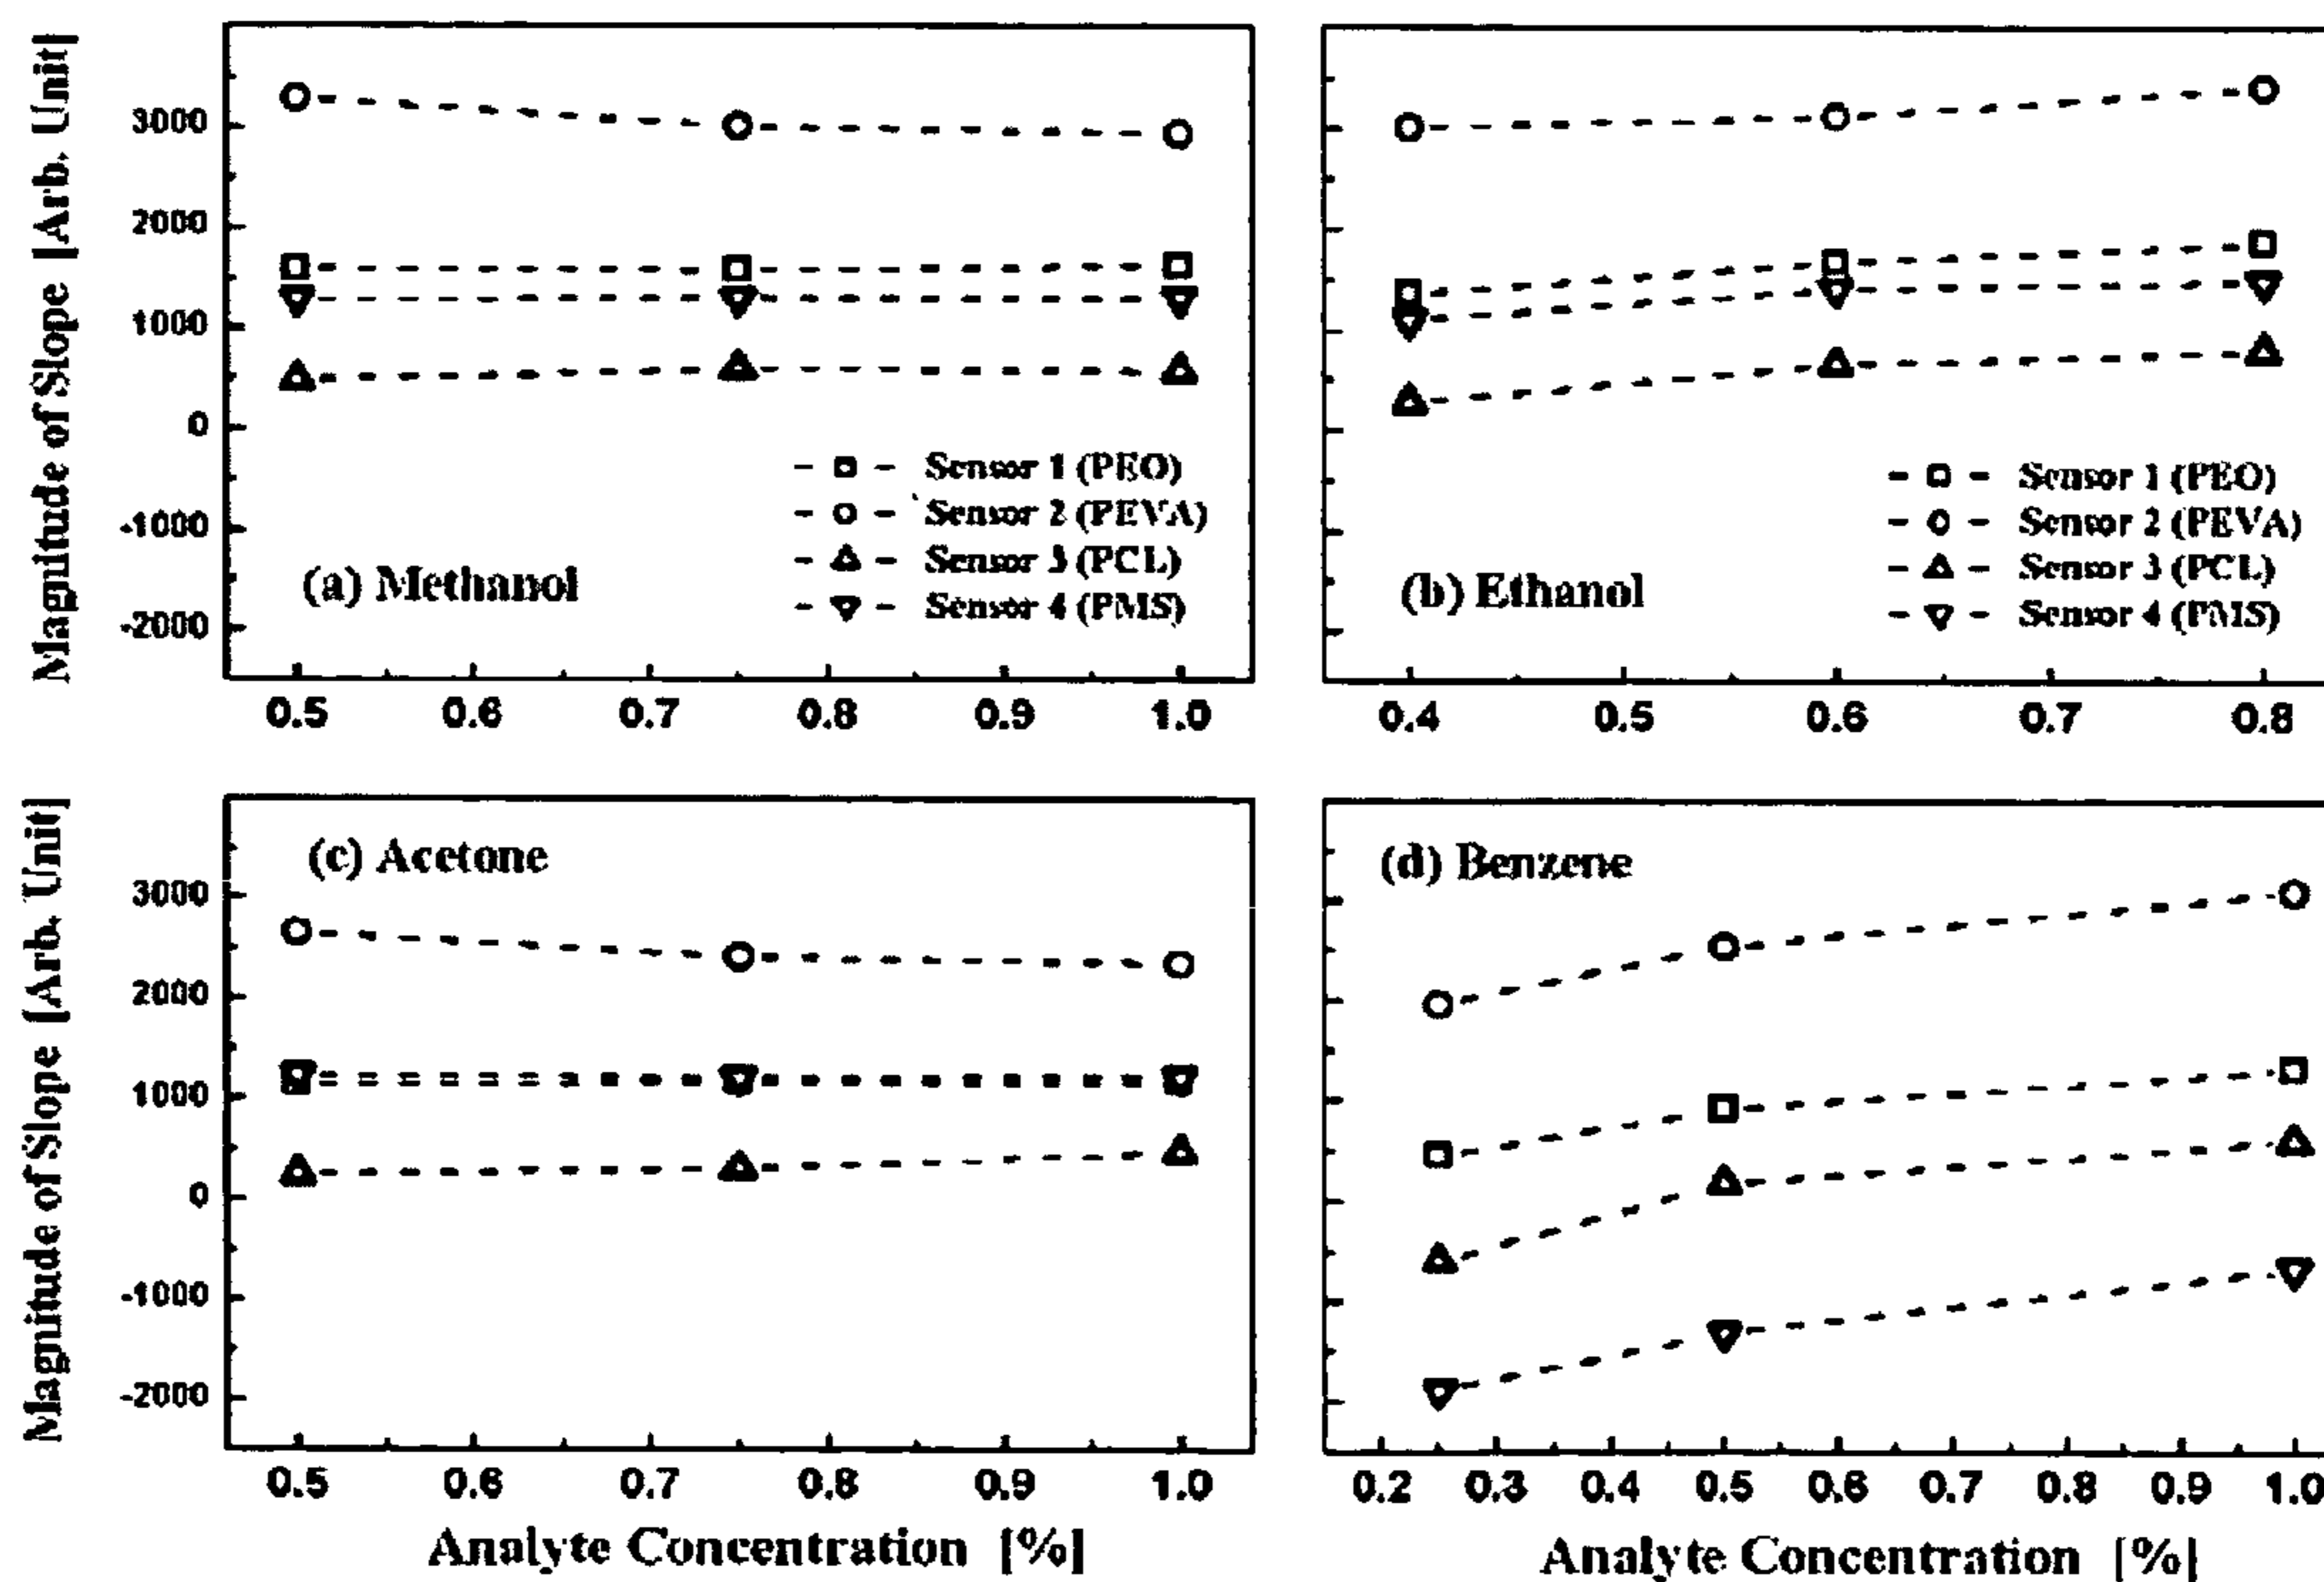 Magnitude of Slope [Arb. Unit]
3000
2000
1000
0
-1000
-2000
Sensor 1 (PEO)
Sensor 2 (PEVA)
Sensor 3 (PCL)
Sensor 4 (PMS)
(a) Methanol
0.5 0.6 0.7 0.8 0.9 1.0
Sensor 1 (PEO)
Sensor 2 (PEVA)
Sensor 3 (PCL)
Sensor 4 (PMS)
(b) Ethanol
0.4 0.5 0.6 0.7 0.8
Magnitude of Slope [Arb. Unit]
3000
2000
1000
0
-1000
-2000
(c) Acetone
0.5 0.6 0.7 0.8 0.9 1.0
Analyte Concentration [%]
(d) Benzene
0.2 0.3 0.4 0.5 0.6 0.7 0.8 0.9 1.0
Analyte Concentration [%]